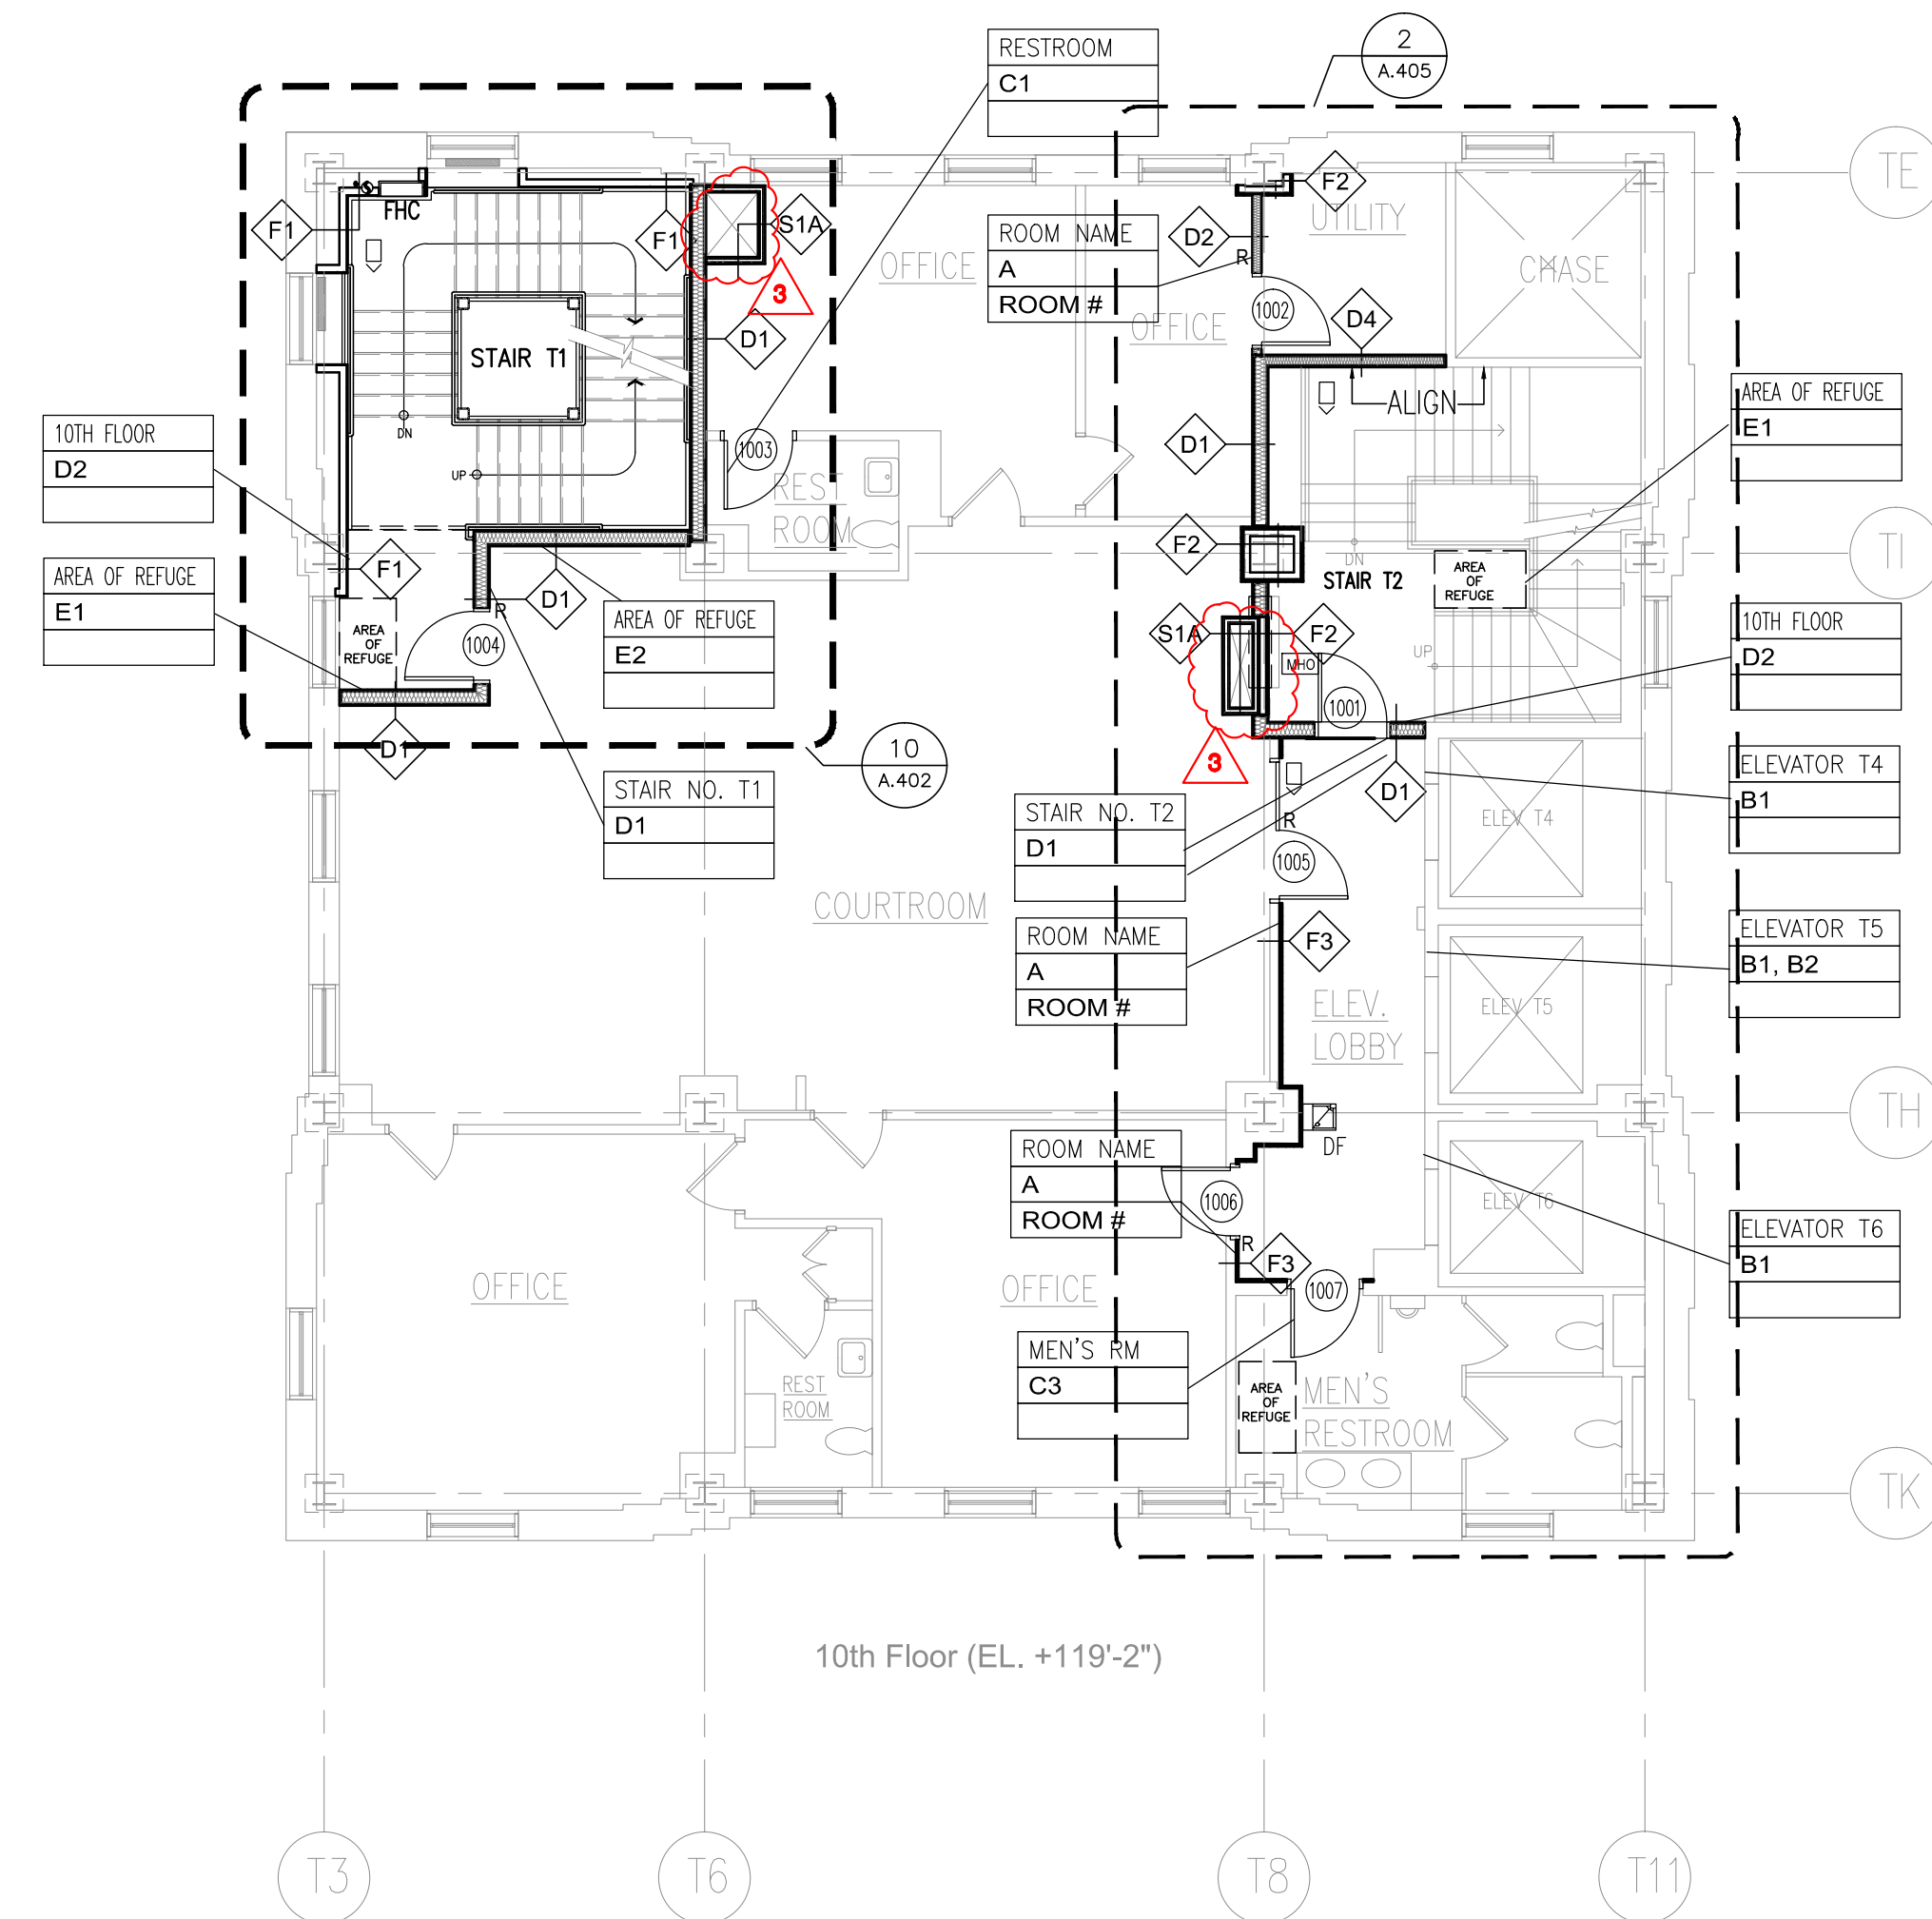 RESTROOM
C1
2
A.405
TE
F1
FHC
F1
S1A
3
OFFICE
ROOM NAME
A
ROOM #
D2
R
F2
UTILITY
CHASE
OFFICE
1002
D4
STAIR T1
D1
DN
UP
1003
REST
ROOM
ALIGN
D1
AREA OF REFUGE
E1
10TH FLOOR
D2
AREA OF REFUGE
E1
F1
AREA
OF
REFUGE
1004
R
D1
AREA OF REFUGE
E2
D1
STAIR NO. T1
D1
10
A.402
F2
DN
STAIR T2
AREA
OF
REFUGE
TI
S1A
F2
MHO
UP
1001
3
10TH FLOOR
D2
D1
STAIR NO. T2
D1
R
1005
ELEV T4
ELEVATOR T4
B1
COURTROOM
ROOM NAME
A
ROOM #
F3
ELEV.
LOBBY
ELEV T5
ELEVATOR T5
B1, B2
TH
DF
ROOM NAME
A
ROOM #
1006
R
F3
1007
ELEV T6
ELEVATOR T6
B1
OFFICE
OFFICE
REST
ROOM
MEN'S RM
C3
AREA
OF
REFUGE
MEN'S
RESTROOM
TK
10th Floor (EL. +119'-2")
T3
T6
T8
T11